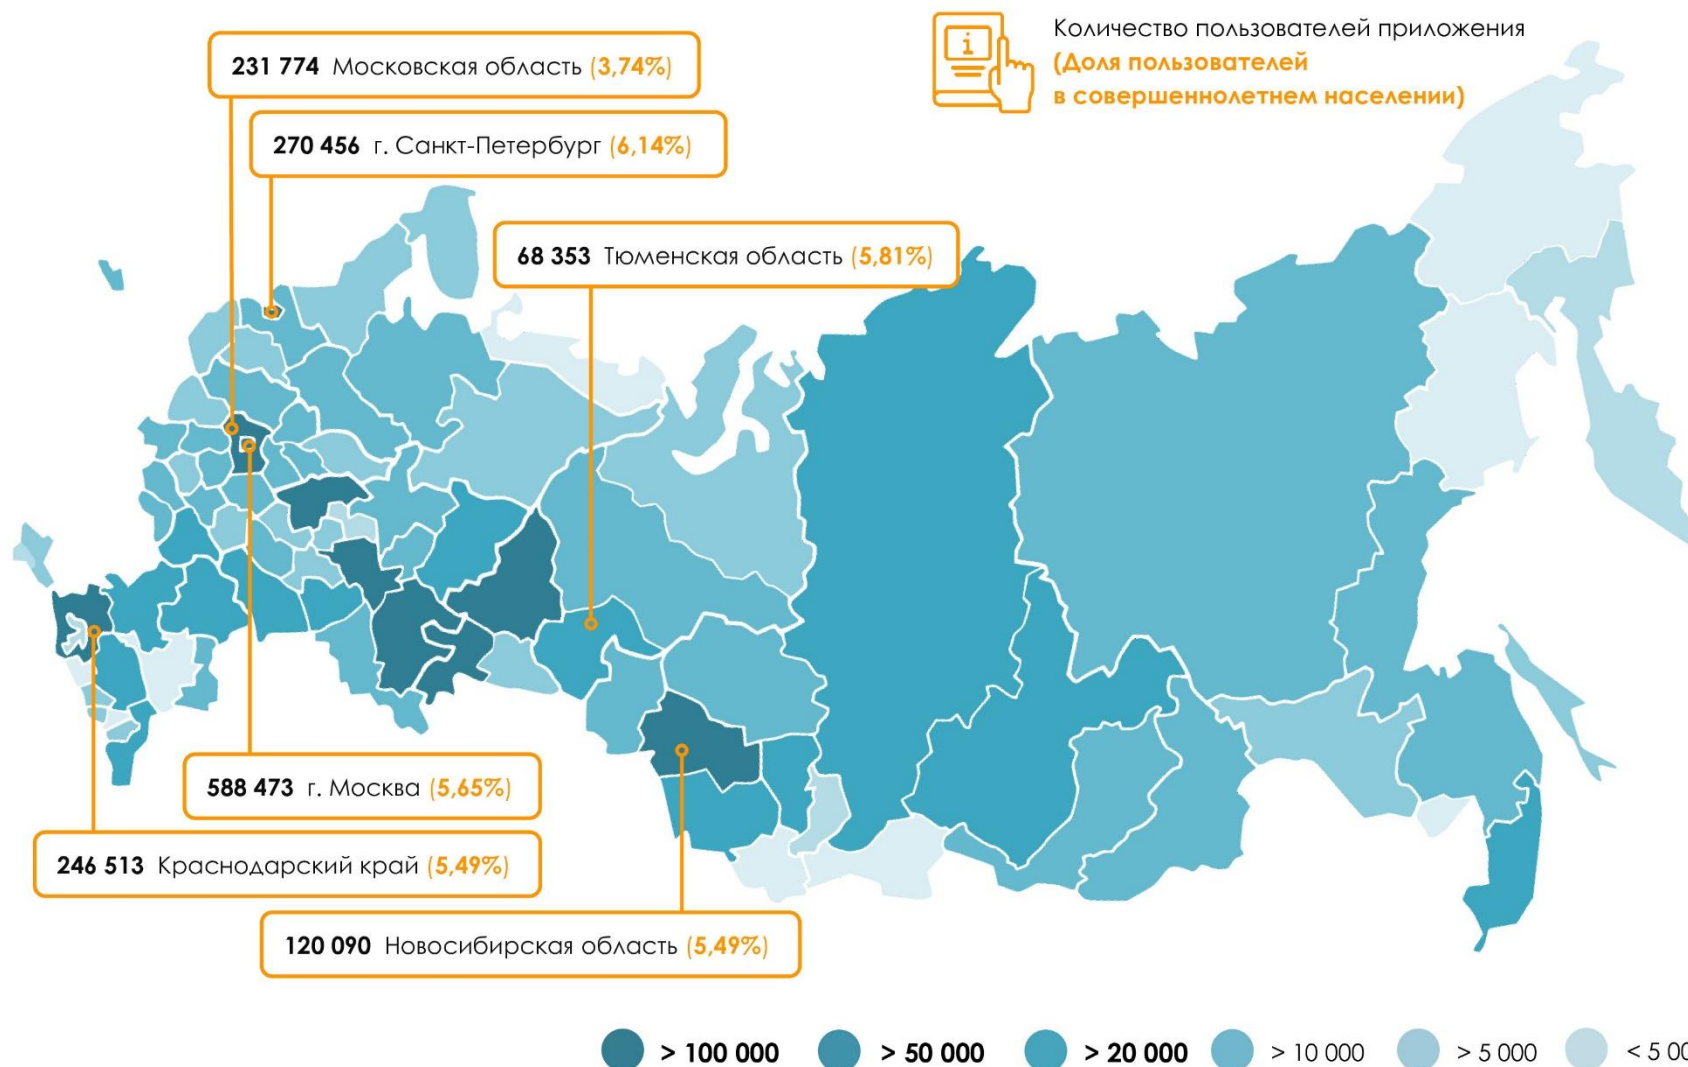 Количество пользователей приложения
(Доля пользователей
в совершеннолетнем населении)
231 774 Московская область (3,74%)
270 456 г. Санкт-Петербург (6,14%)
68 353 Тюменская область (5,81%)
588 473 г. Москва (5,65%)
246 513 Краснодарский край (5,49%)
120 090 Новосибирская область (5,49%)
> 100 000 > 50 000 > 20 000 > 10 000 > 5 000 < 5 00